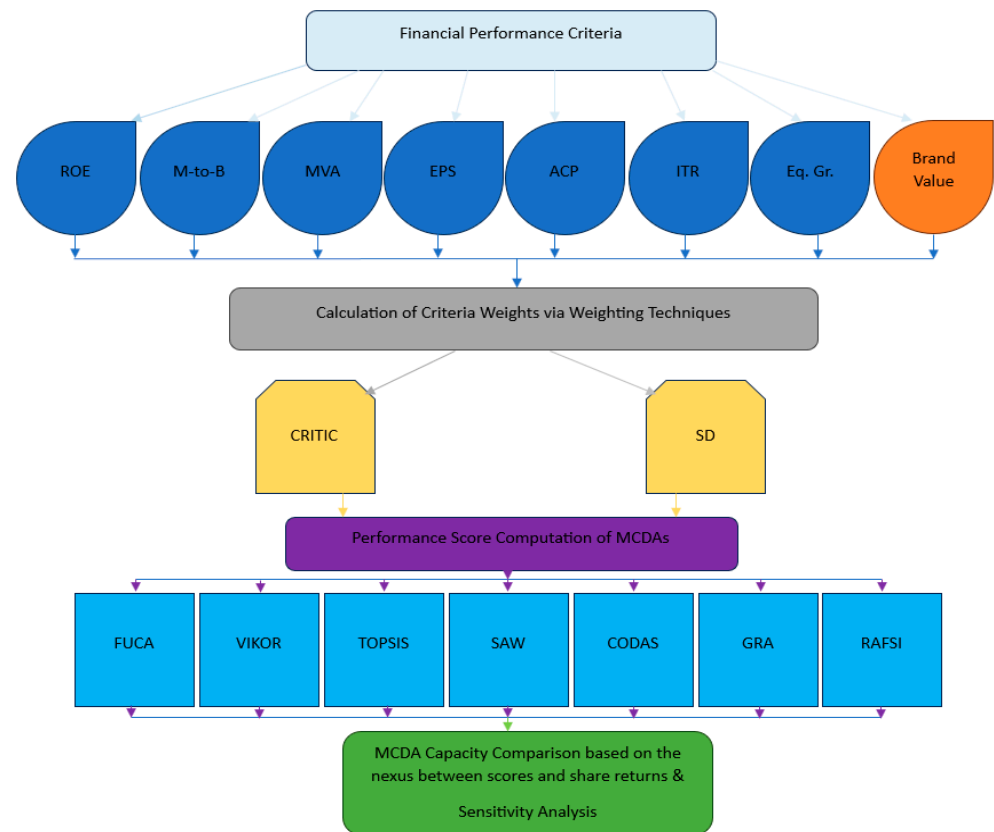 Financial Performance Criteria
ROE
M-to-B
MVA
EPS
ACP
ITR
Eq. Gr.
Brand
Value
Calculation of Criteria Weights via Weighting Techniques
CRITIC
SD
Performance Score Computation of MCDAs
FUCA
VIKOR
TOPSIS
SAW
CODAS
GRA
RAFSI
MCDA Capacity Comparison based on the
nexus between scores and share returns &
Sensitivity Analysis